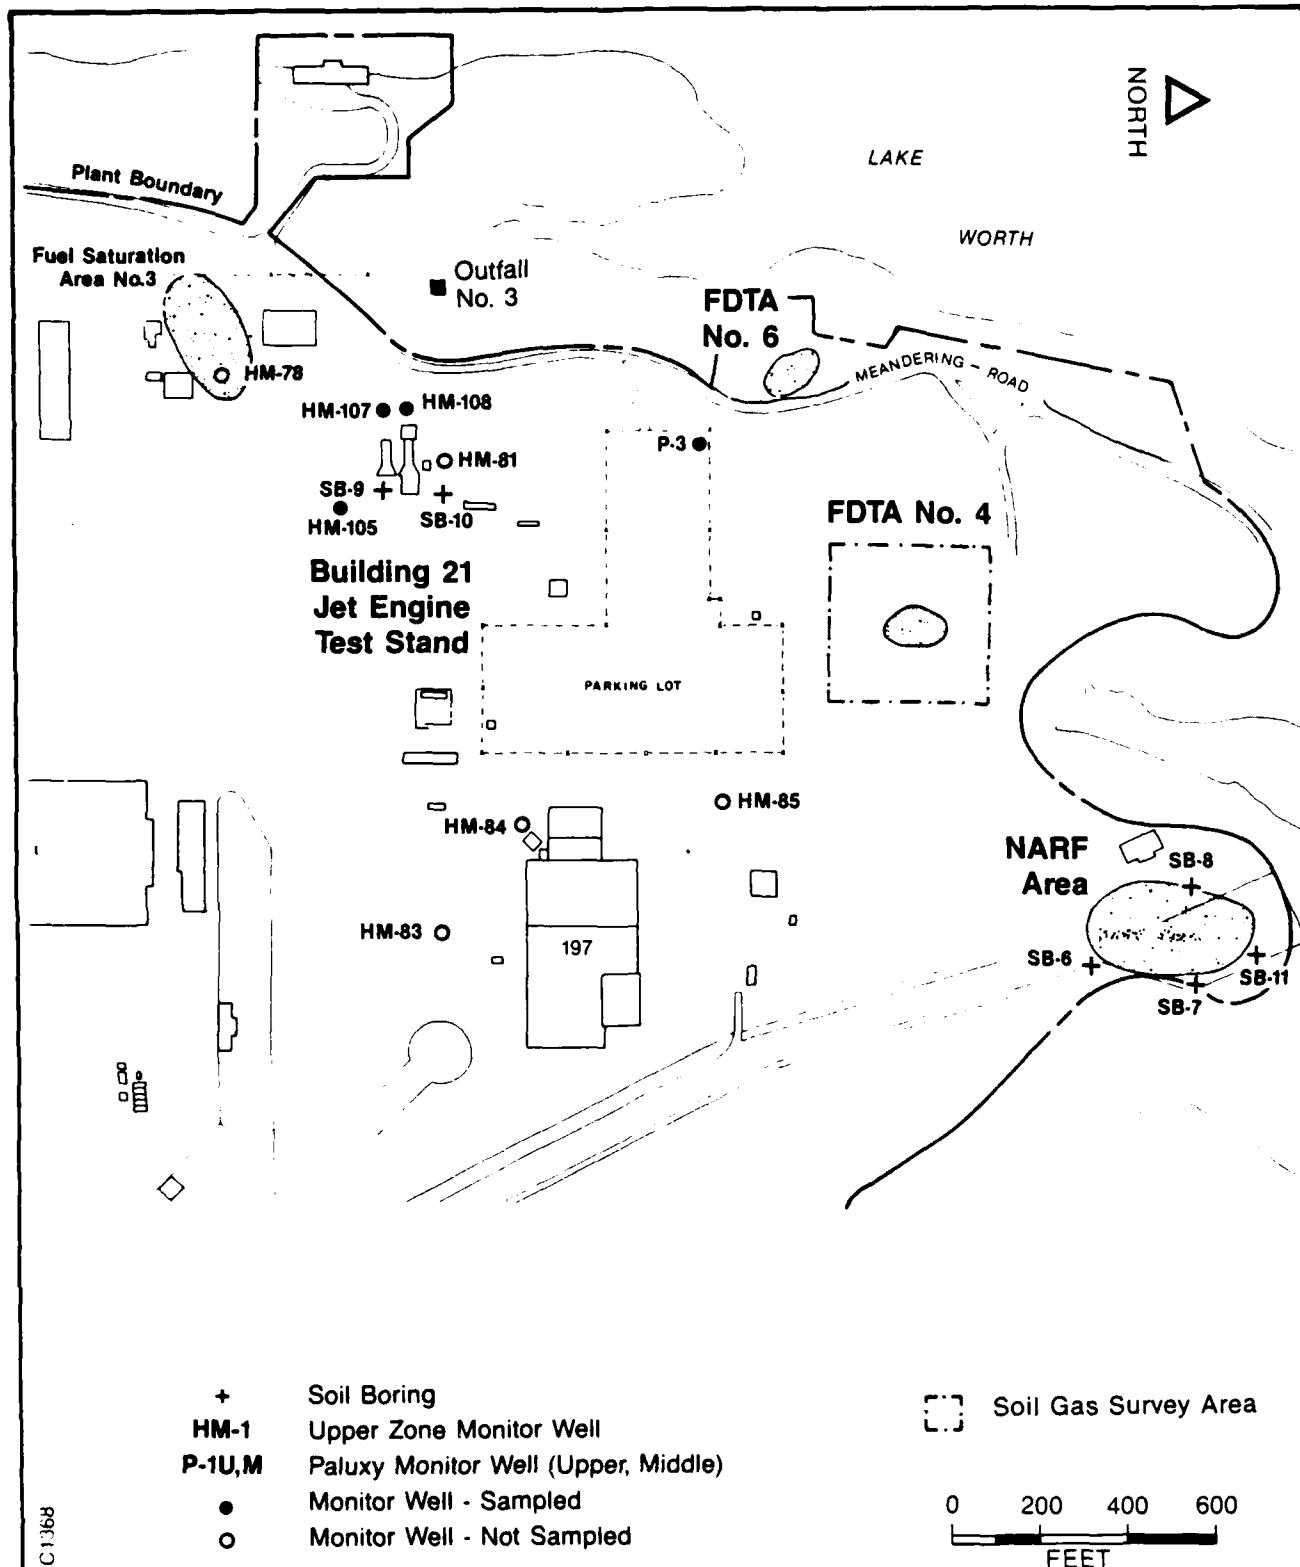 NORTH
LAKE
WORTH
Plant Boundary
Fuel Saturation
Area No.3
Outfall
No. 3
FDTA
No. 6
MEANDERING - ROAD
HM-78
HM-107
HM-108
P-3
HM-81
SB-9
SB-10
HM-105
FDTA No. 4
Building 21
Jet Engine
Test Stand
PARKING LOT
HM-85
HM-84
NARF
Area
SB-8
HM-83
197
SB-6
SB-11
SB-7
+ Soil Boring
HM-1 Upper Zone Monitor Well
P-1U,M Paluxy Monitor Well (Upper, Middle)
Monitor Well - Sampled
Monitor Well - Not Sampled
Soil Gas Survey Area
0 200 400 600
FEET
C1368